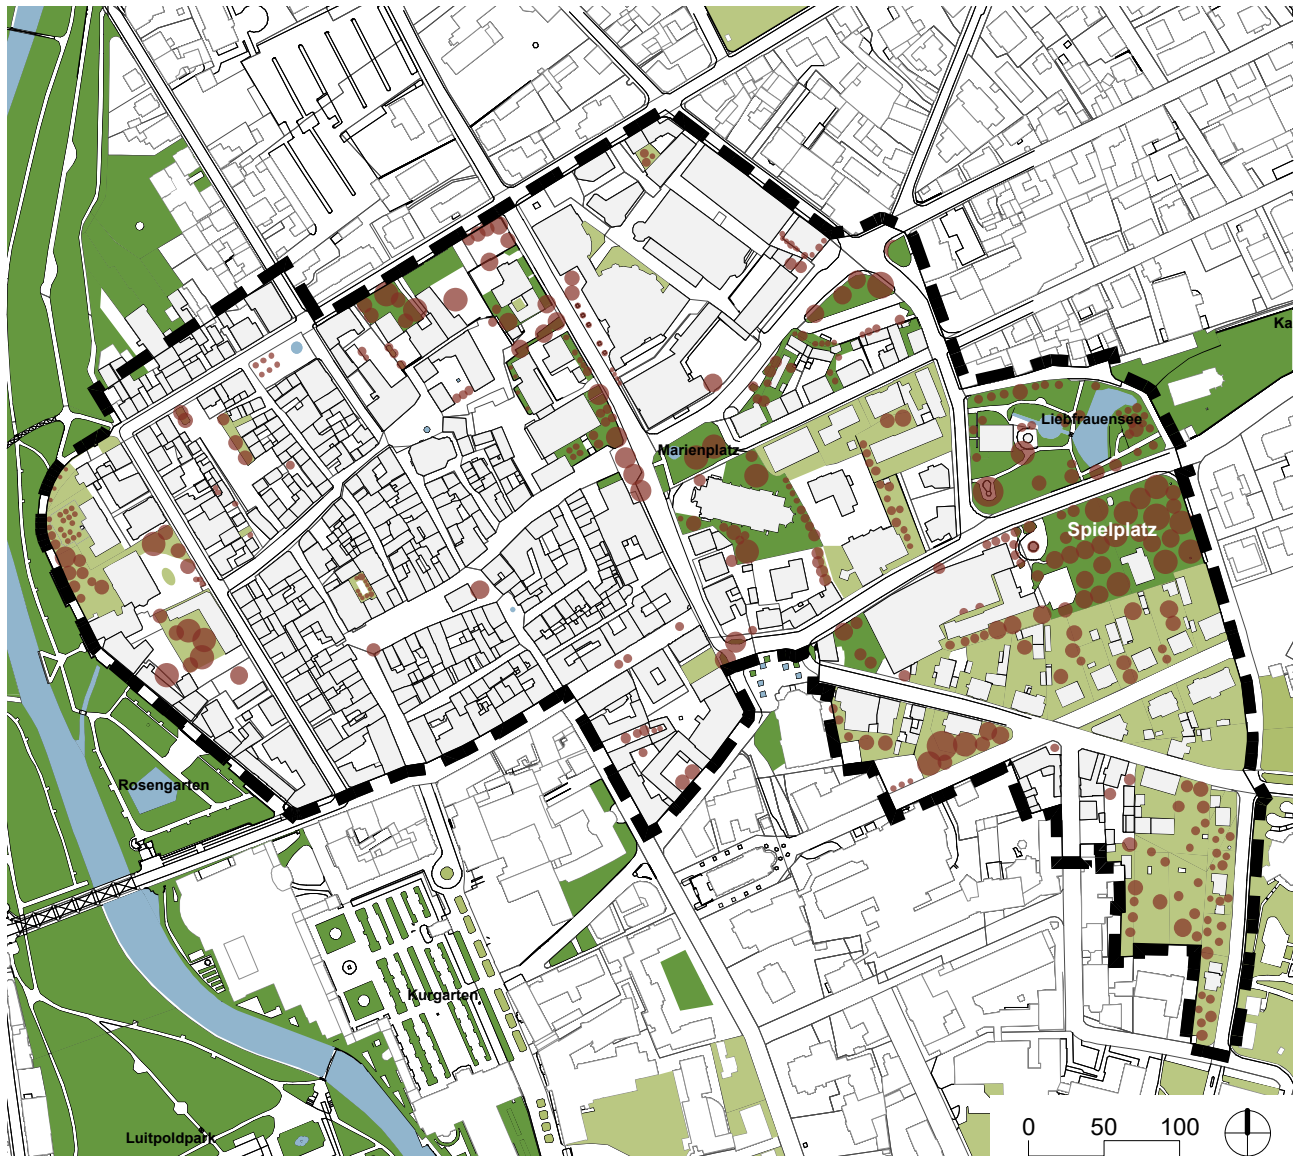 Ka
Liebfrauensee
Marienplatz
Spielplatz
Rosengarten
Kurgarten
Luitpoldpark
0 50 100